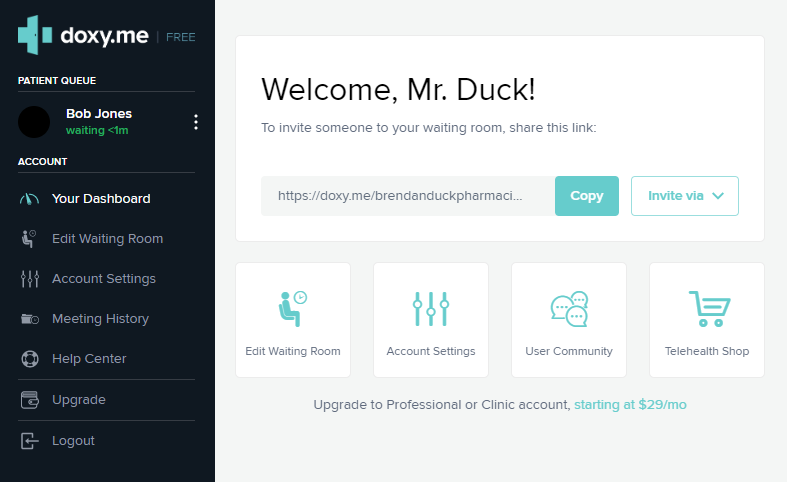 doxy.me | FREE
PATIENT QUEUE
Bob Jones
waiting <1m
ACCOUNT
Your Dashboard
Edit Waiting Room
Account Settings
Meeting History
Help Center
Upgrade
Logout
Welcome, Mr. Duck!
To invite someone to your waiting room, share this link:
https://doxy.me/brendanduckpharmaci...
Copy
Invite via
Edit Waiting Room
Account Settings
User Community
Telehealth Shop
Upgrade to Professional or Clinic account, starting at $29/mo